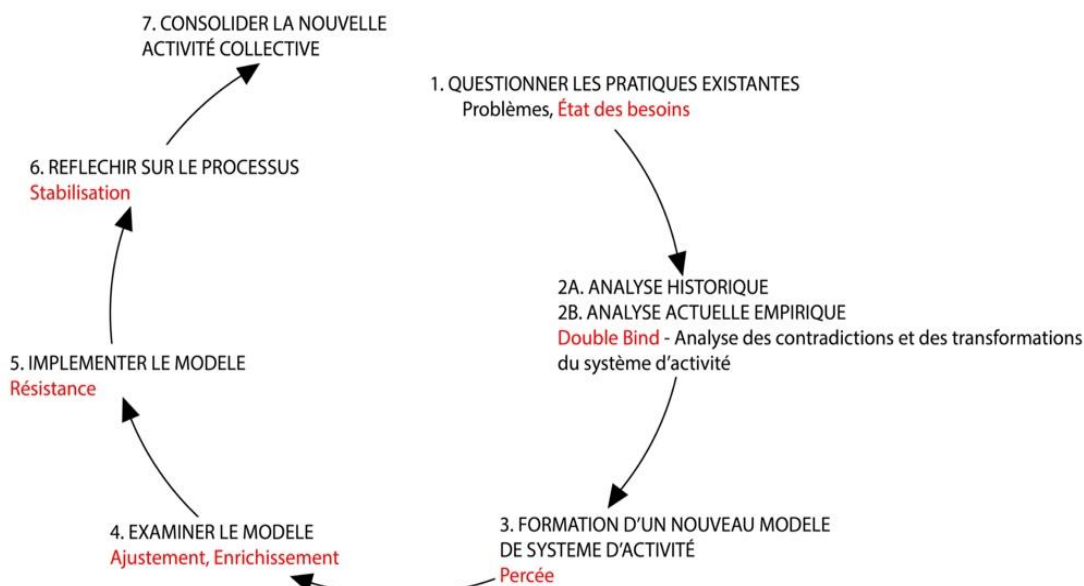 7. CONSOLIDER LA NOUVELLE
ACTIVITÉ COLLECTIVE
1. QUESTIONNER LES PRATIQUES EXISTANTES
Problèmes, État des besoins
6. REFLECHIR SUR LE PROCESSUS
Stabilisation
2A. ANALYSE HISTORIQUE
2B. ANALYSE ACTUELLE EMPIRIQUE
Double Bind - Analyse des contradictions et des transformations
du système d'activité
5. IMPLEMENTER LE MODELE
Résistance
3. FORMATION D'UN NOUVEAU MODELE
DE SYSTEME D'ACTIVITÉ
Percée
4. EXAMINER LE MODELE
Ajustement, Enrichissement